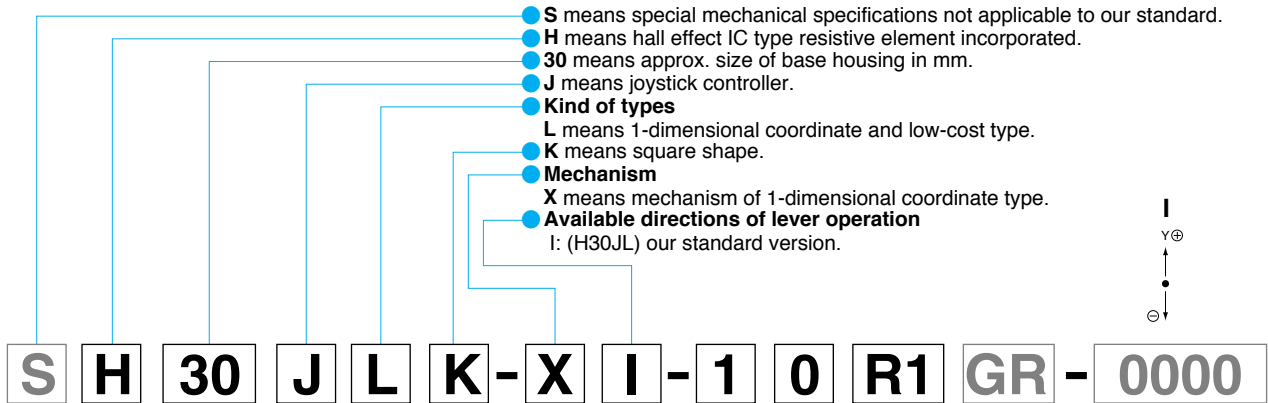 S means special mechanical specifications not applicable to our standard.
H means hall effect IC type resistive element incorporated.
30 means approx. size of base housing in mm.
J means joystick controller.
Kind of types
L means 1-dimensional coordinate and low-cost type.
K means square shape.
Mechanism
X means mechanism of 1-dimensional coordinate type.
Available directions of lever operation
I: (H30JL) our standard version.
I
Y⊕
⊖
S H 30 J L K - X I - 1 0 R1 GR - 0000